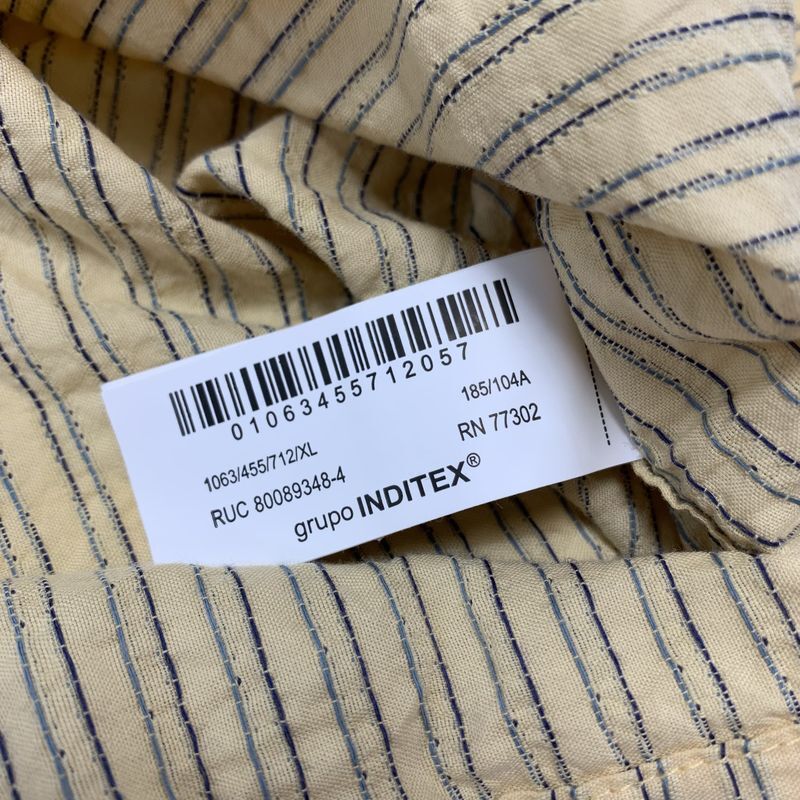 01063455712057
1063/455/712/XL
185/104A
RUC 80089348-4
RN 77302
grupo INDITEX®